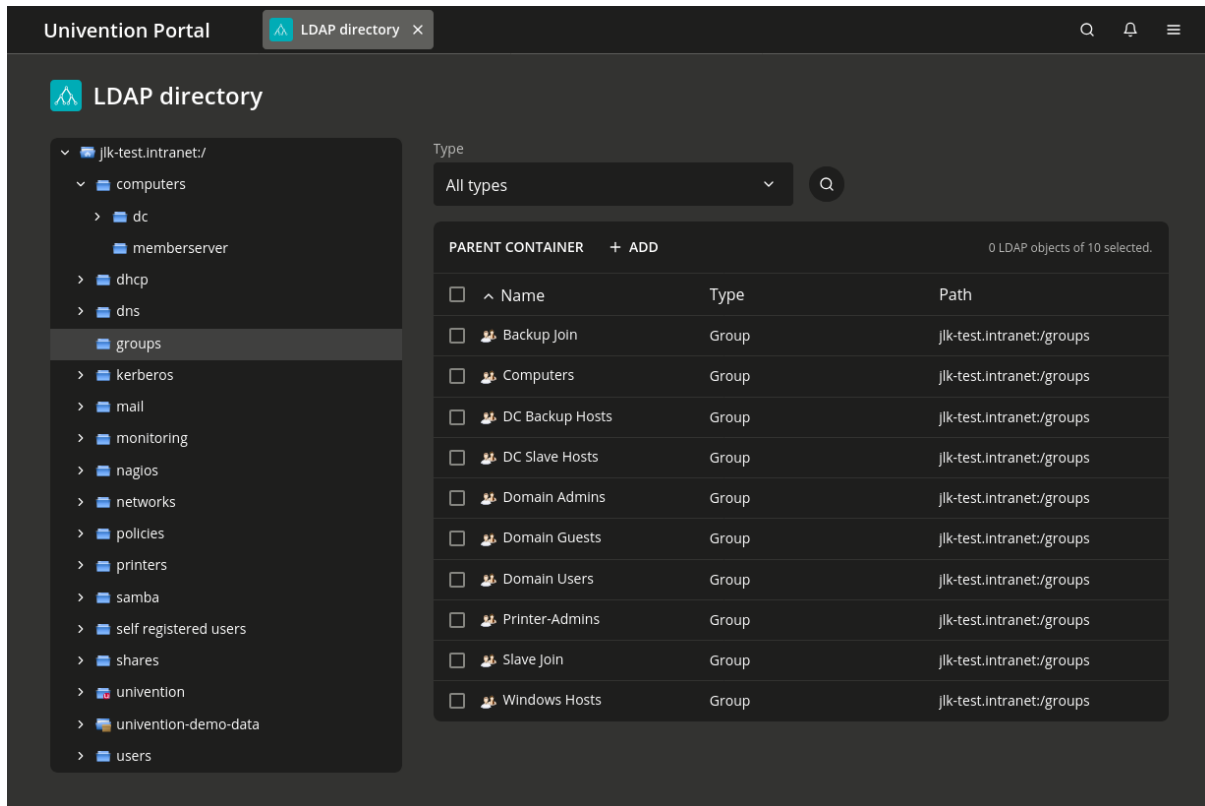 Univention Portal
LDAP directory
LDAP directory
jlk-test.intranet:/
computers
dc
memberserver
dhcp
dns
groups
kerberos
mail
monitoring
nagios
networks
policies
printers
samba
self registered users
shares
univention
univention-demo-data
users
Type
All types
PARENT CONTAINER + ADD 0 LDAP objects of 10 selected.
Name Type Path
Backup Join Group jlk-test.intranet:/groups
Computers Group jlk-test.intranet:/groups
DC Backup Hosts Group jlk-test.intranet:/groups
DC Slave Hosts Group jlk-test.intranet:/groups
Domain Admins Group jlk-test.intranet:/groups
Domain Guests Group jlk-test.intranet:/groups
Domain Users Group jlk-test.intranet:/groups
Printer-Admins Group jlk-test.intranet:/groups
Slave Join Group jlk-test.intranet:/groups
Windows Hosts Group jlk-test.intranet:/groups